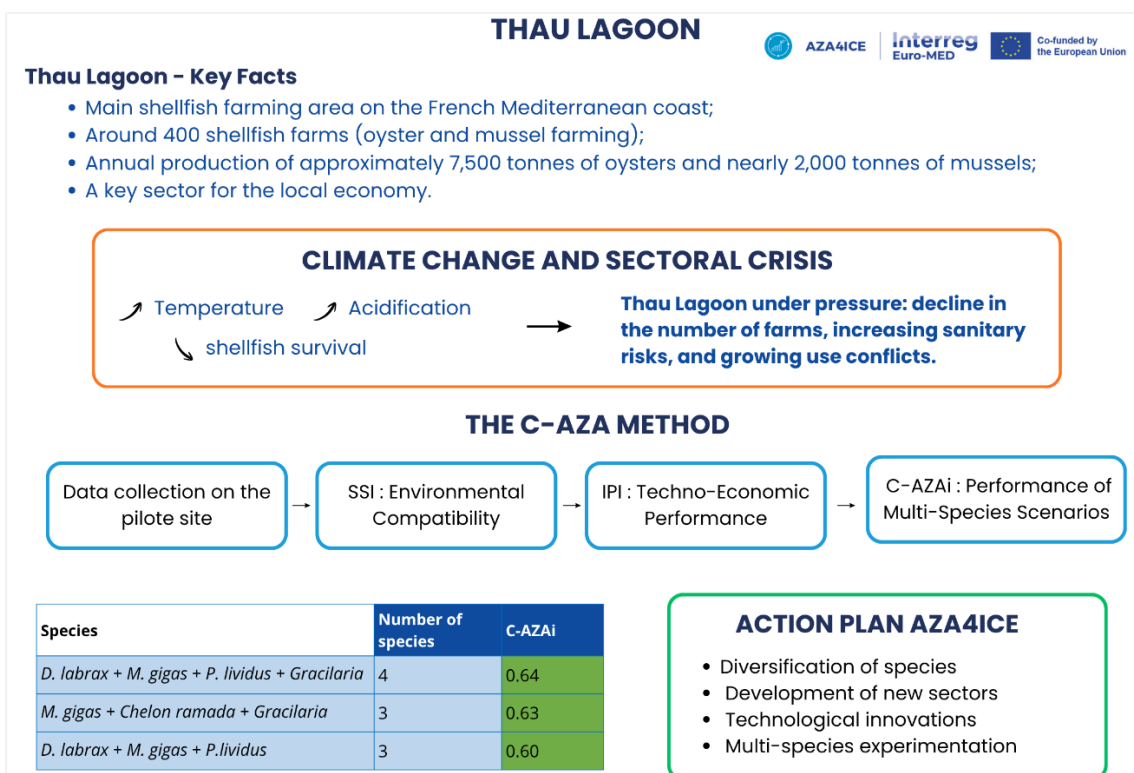 THAU LAGOON
AZA4ICE
Interreg
Euro-MED
Co-funded by
the European Union
Thau Lagoon - Key Facts
• Main shellfish farming area on the French Mediterranean coast;
• Around 400 shellfish farms (oyster and mussel farming);
• Annual production of approximately 7,500 tonnes of oysters and nearly 2,000 tonnes of mussels;
• A key sector for the local economy.
CLIMATE CHANGE AND SECTORAL CRISIS
Temperature
Acidification
shellfish survival
Thau Lagoon under pressure: decline in
the number of farms, increasing sanitary
risks, and growing use conflicts.
THE C-AZA METHOD
Data collection on the
pilote site
SSI : Environmental
Compatibility
IPI : Techno-Economic
Performance
C-AZAi : Performance of
Multi-Species Scenarios
Species
Number of
species
C-AZAi
D. labrax + M. gigas + P. lividus + Gracilaria
4
0.64
M. gigas + Chelon ramada + Gracilaria
3
0.63
D. labrax + M. gigas + P.lividus
3
0.60
ACTION PLAN AZA4ICE
• Diversification of species
• Development of new sectors
• Technological innovations
• Multi-species experimentation